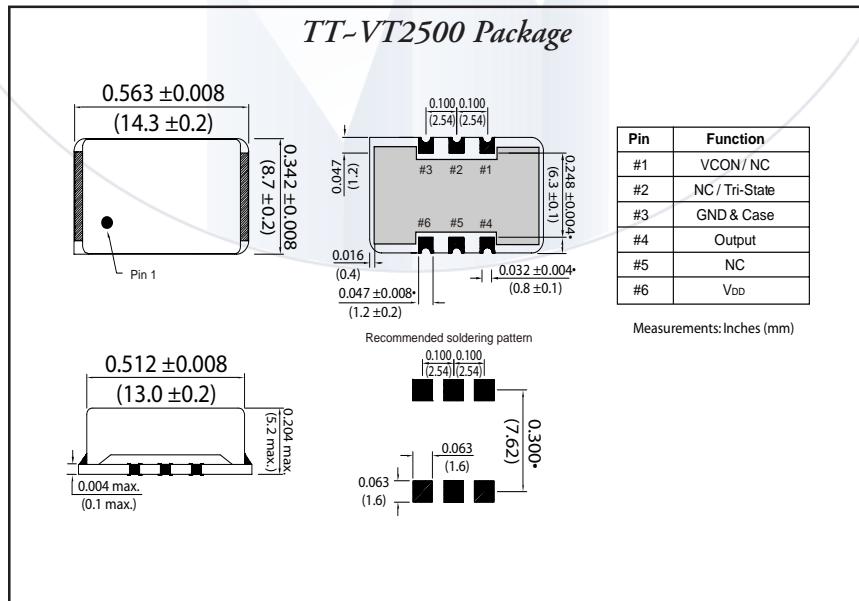 TT~VT2500 Package
0.563 ±0.008
(14.3 ±0.2)
0.342 ±0.008
(8.7 ±0.2)
Pin 1
0.100 0.100
(2.54) (2.54)
0.047
(1.2)
#3 #2 #1
#6 #5 #4
0.248 ±0.004•
(6.3 ±0.1)
0.016
(0.4)
0.032 ±0.004•
(0.8 ±0.1)
0.047 ±0.008•
(1.2 ±0.2)
Pin Function
#1 VCON / NC
#2 NC / Tri-State
#3 GND & Case
#4 Output
#5 NC
#6 VDD
Measurements: Inches (mm)
0.512 ±0.008
(13.0 ±0.2)
0.204 max.
(5.2 max.)
0.004 max.
(0.1 max.)
Recommended soldering pattern
0.100 0.100
(2.54) (2.54)
0.300•
(7.62)
0.063
(1.6)
0.063
(1.6)